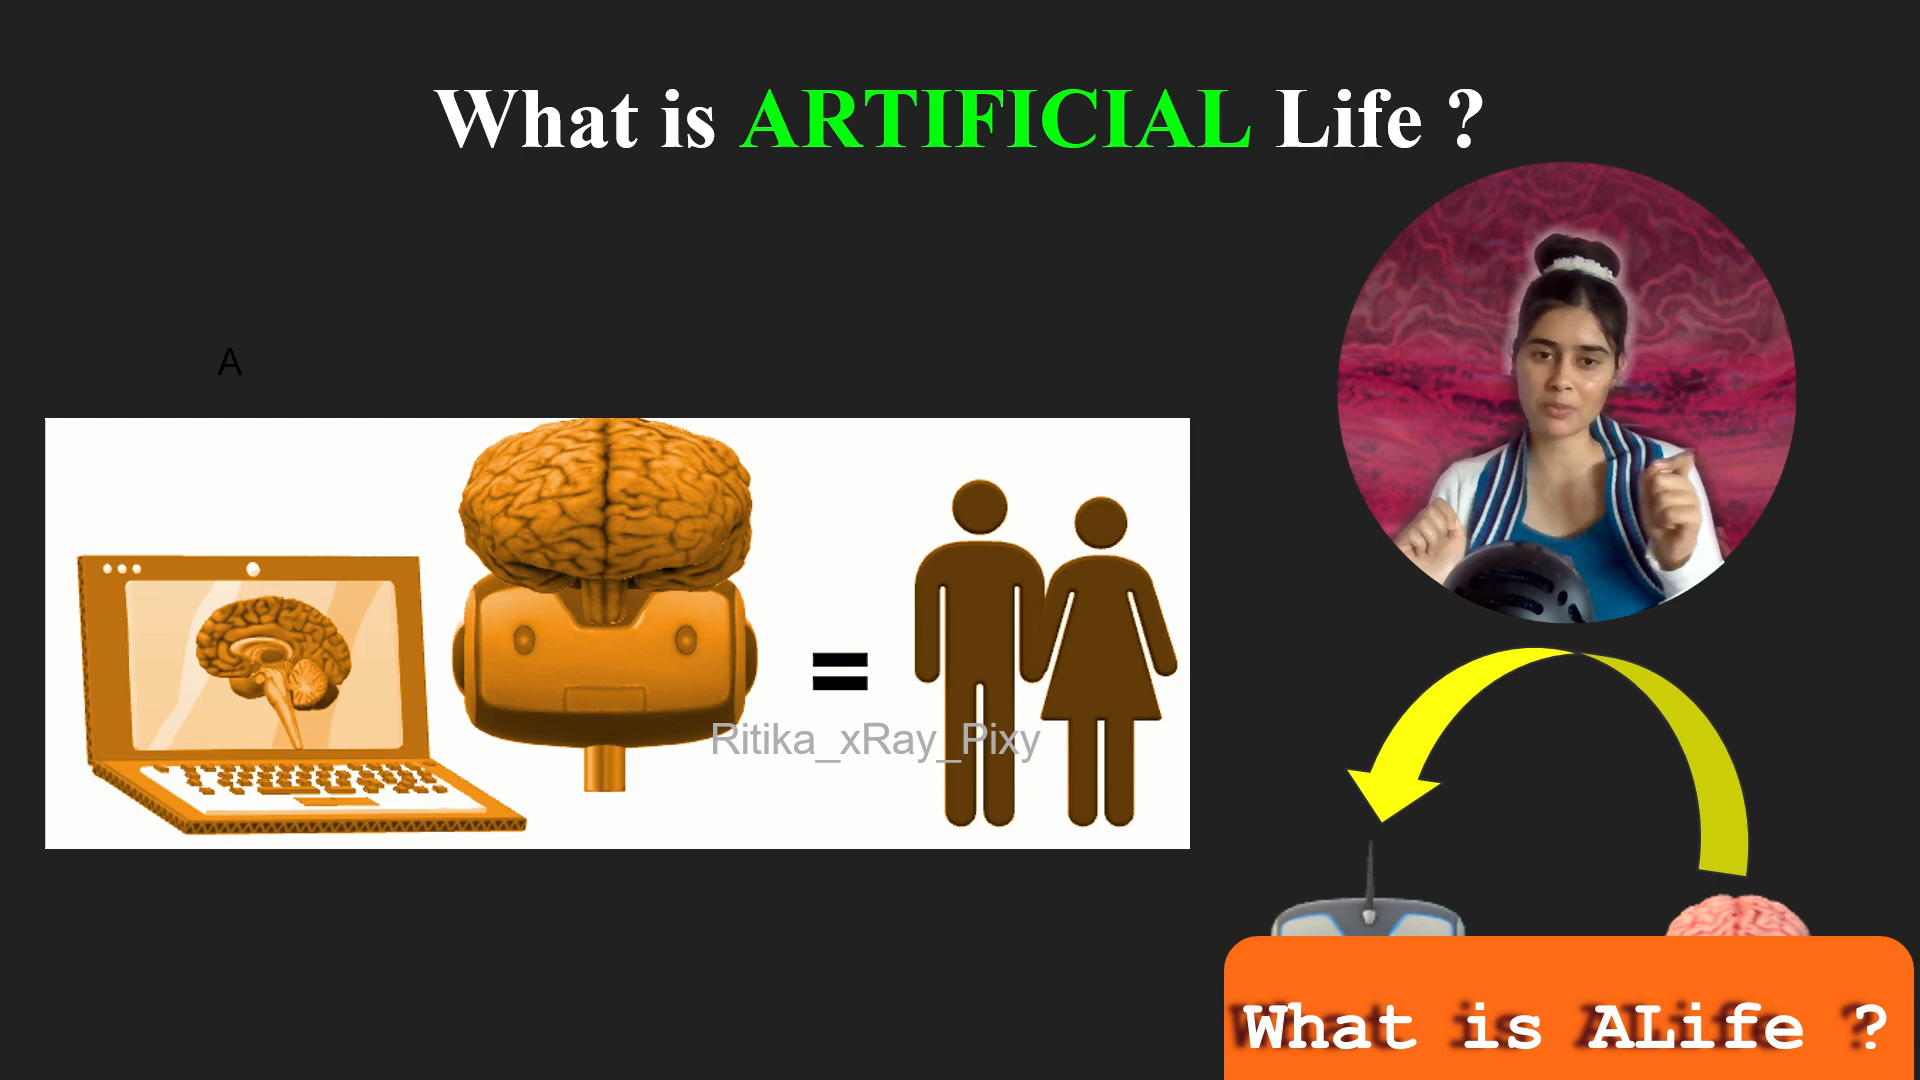 What is ARTIFICIAL Life ?
A
=
Ritika_xRay_Pixy
What is ALife ?